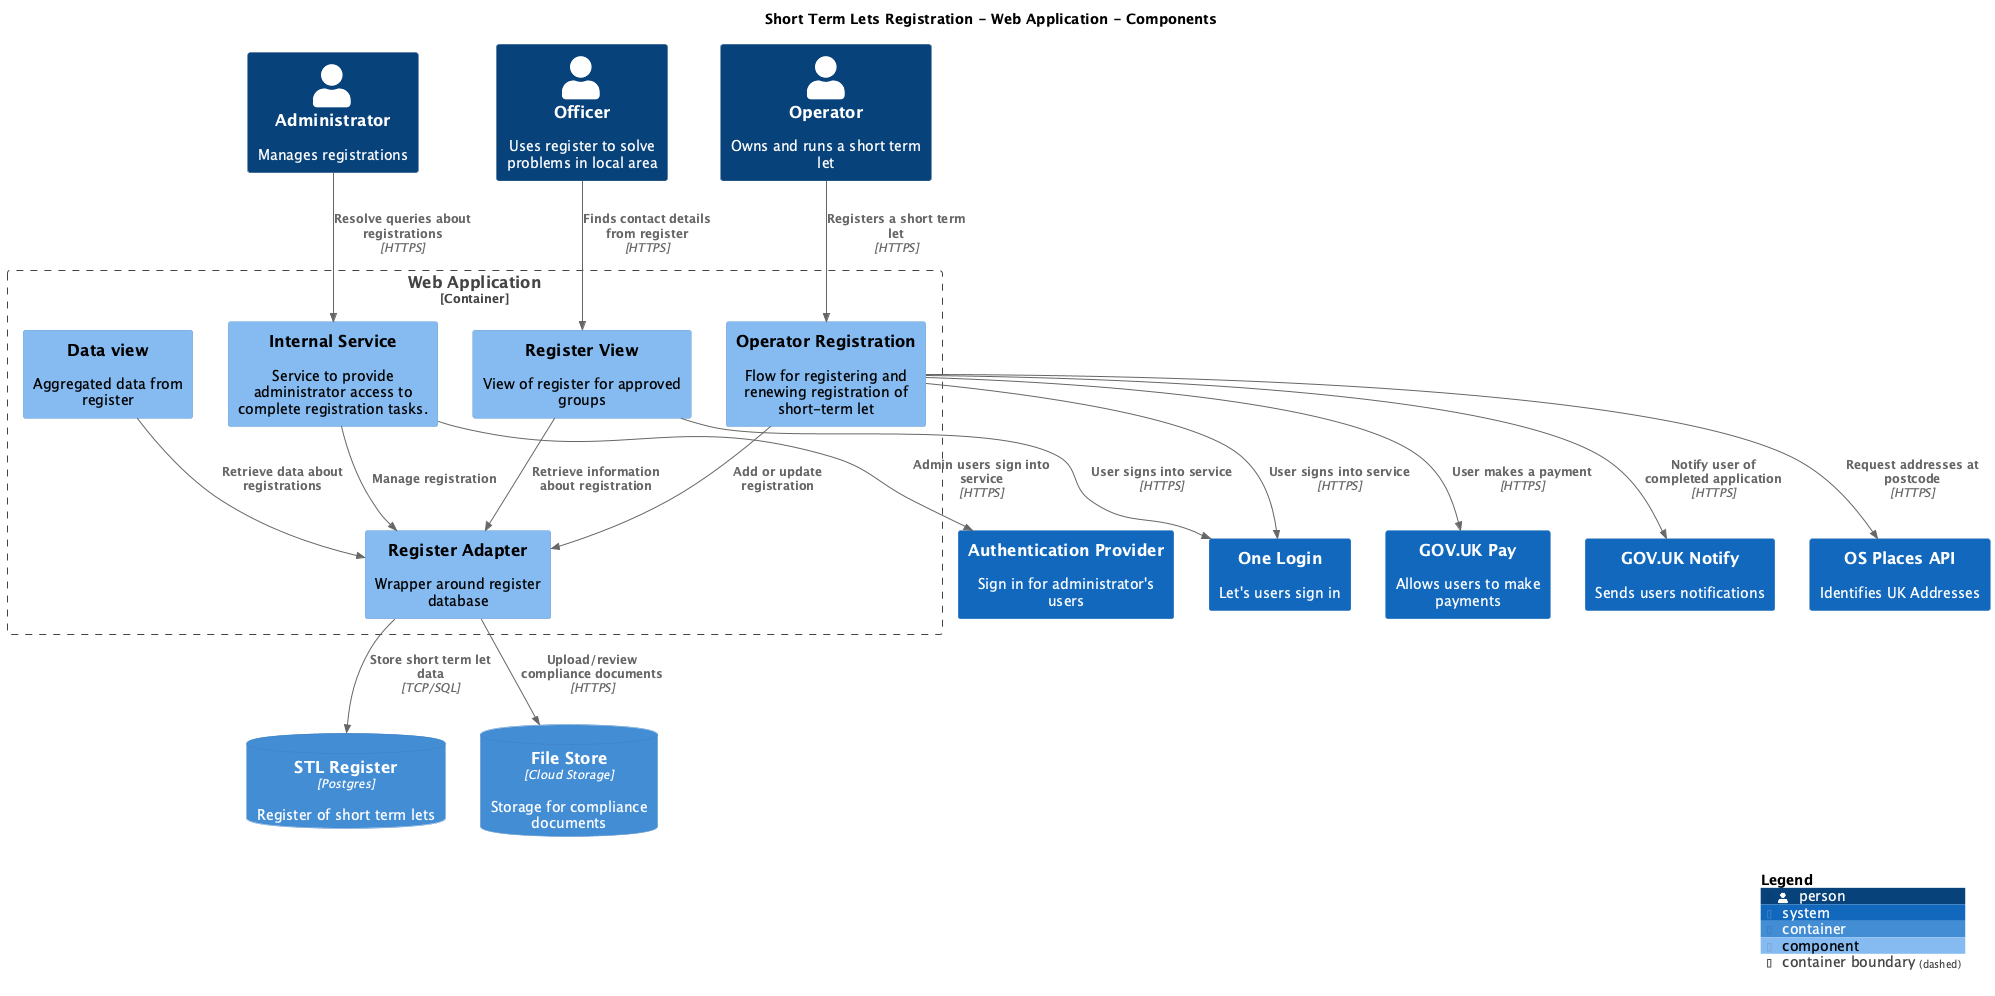 Short Term Lets Registration – Web Application – Components
Administrator
Manages registrations
Officer
Uses register to solve
problems in local area
Operator
Owns and runs a short term
let
Resolve queries about
registrations
[HTTPS]
Finds contact details
from register
[HTTPS]
Registers a short term
let
[HTTPS]
Web Application
[Container]
Data view
Aggregated data from
register
Internal Service
Service to provide
administrator access to
complete registration tasks.
Register View
View of register for approved
groups
Operator Registration
Flow for registering and
renewing registration of
short-term let
Retrieve data about
registrations
Manage registration
Retrieve information
about registration
Add or update
registration
Admin users sign into
service
[HTTPS]
User signs into service
[HTTPS]
User signs into service
[HTTPS]
User makes a payment
[HTTPS]
Notify user of
completed application
[HTTPS]
Request addresses at
postcode
[HTTPS]
Register Adapter
Wrapper around register
database
Authentication Provider
Sign in for administrator's
users
One Login
Let's users sign in
GOV.UK Pay
Allows users to make
payments
GOV.UK Notify
Sends users notifications
OS Places API
Identifies UK Addresses
Store short term let
data
[TCP/SQL]
Upload/review
compliance documents
[HTTPS]
STL Register
[Postgres]
Register of short term lets
File Store
[Cloud Storage]
Storage for compliance
documents
Legend
person
system
container
component
container boundary (dashed)